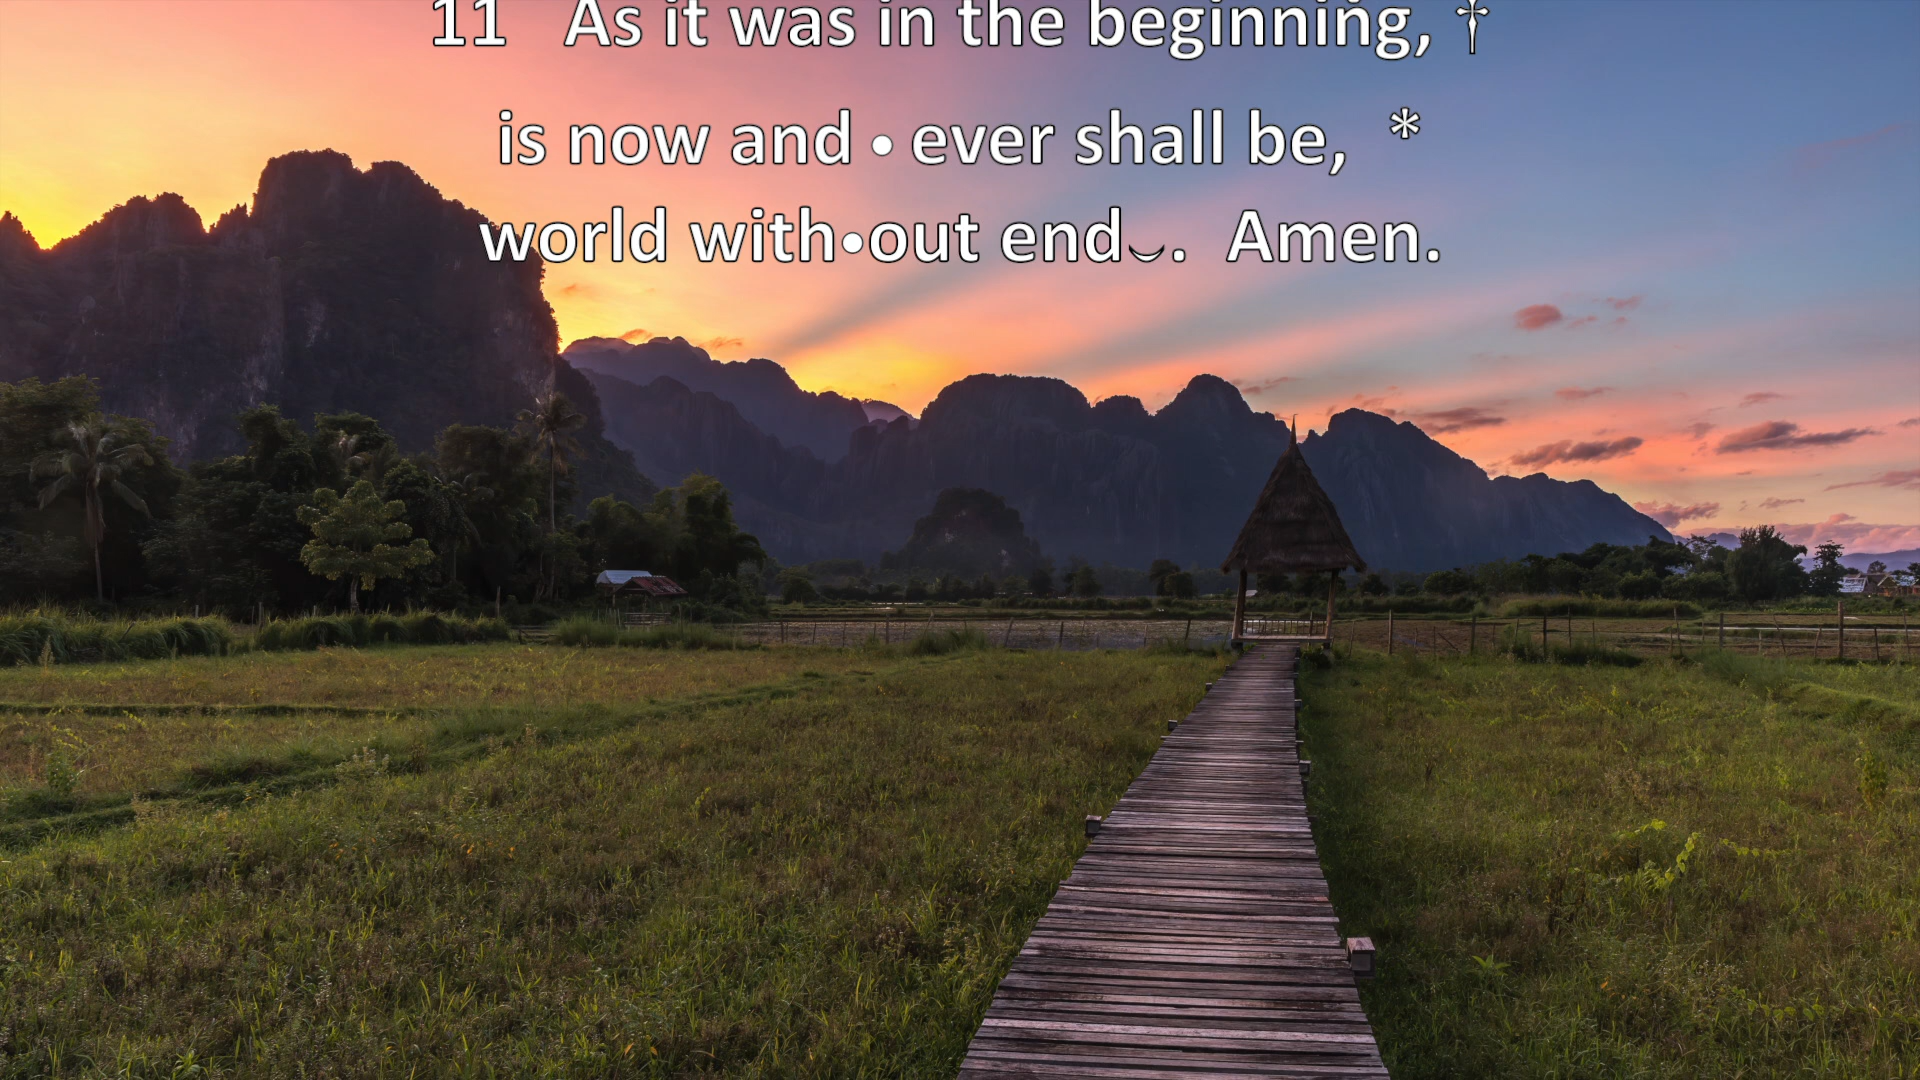 11 As it was in the beginning, †
is now and • ever shall be, *
world with•out end‿. Amen.